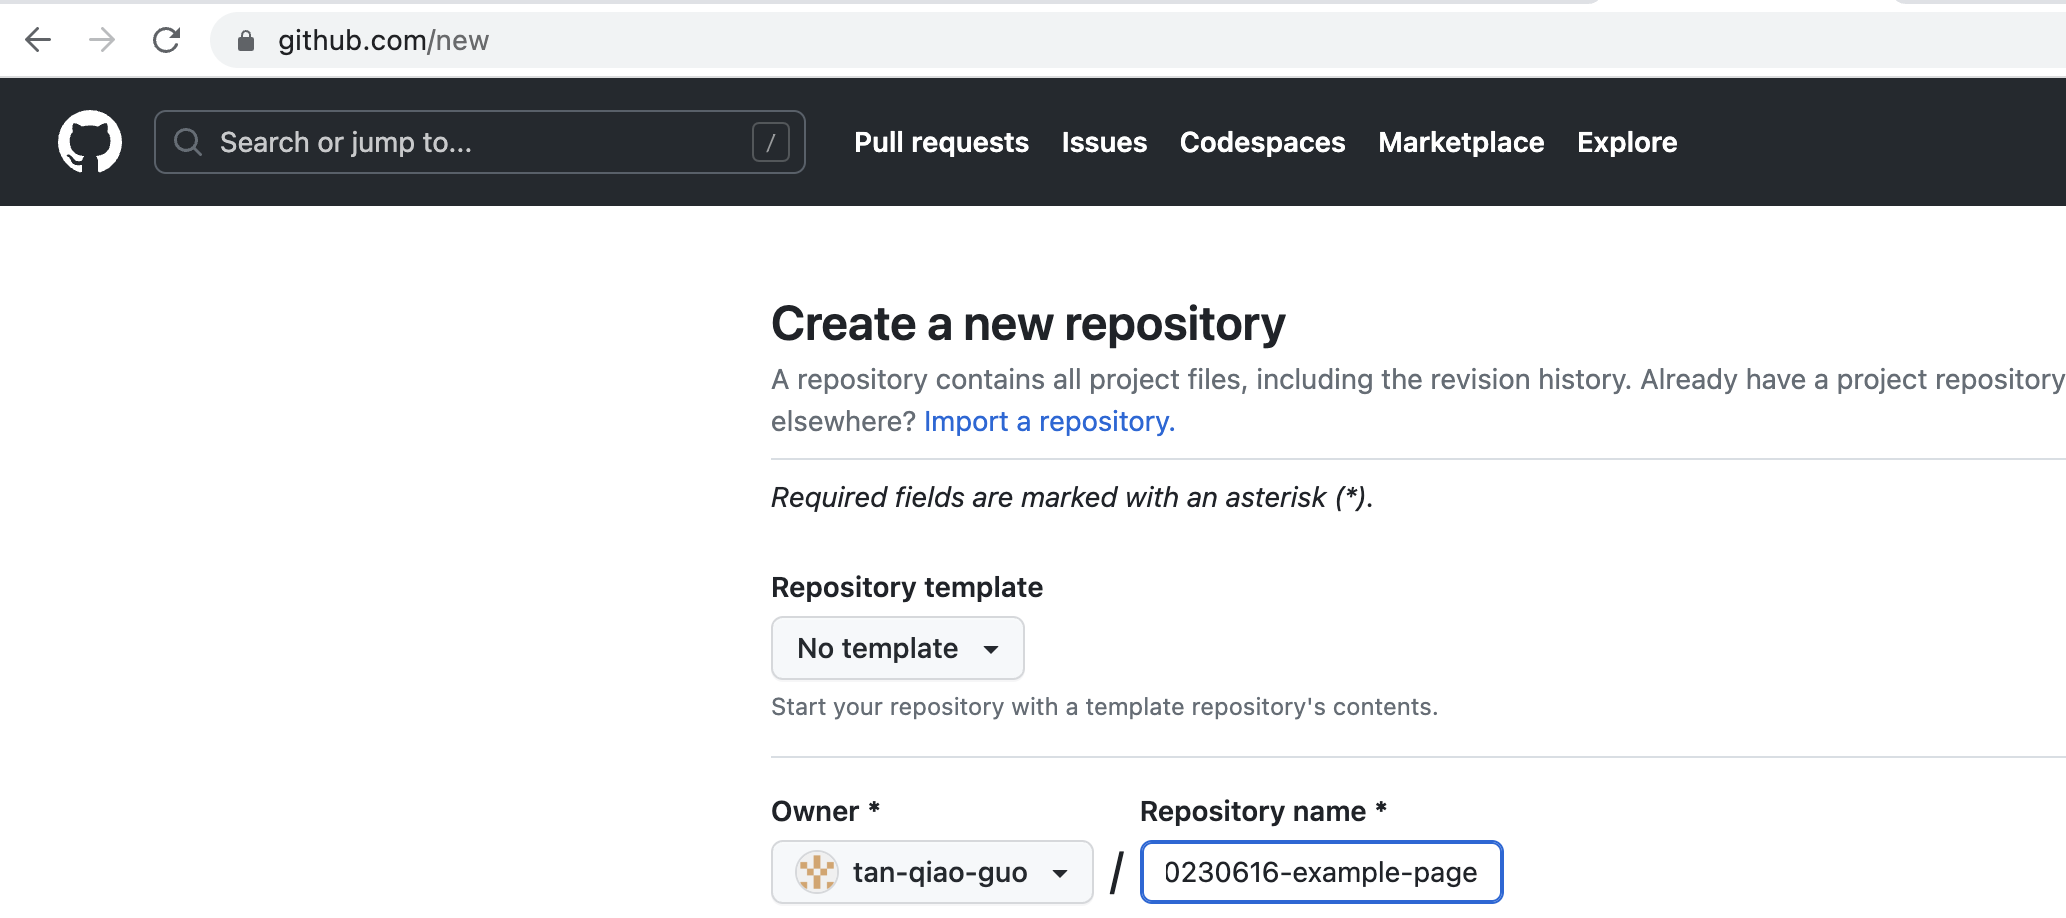 github.com/new
Search or jump to... /
Pull requests Issues Codespaces Marketplace Explore
Create a new repository
A repository contains all project files, including the revision history. Already have a project repository
elsewhere? Import a repository.
Required fields are marked with an asterisk (*).
Repository template
No template
Start your repository with a template repository's contents.
Owner * Repository name *
tan-qiao-guo / 0230616-example-page